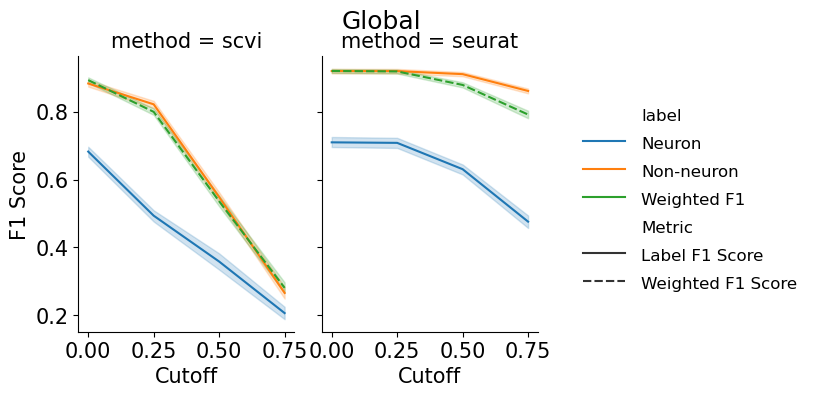 Global
method = scvi
method = seurat
F1 Score
0.8
0.6
0.4
0.2
0.00 0.25 0.50 0.75
0.00 0.25 0.50 0.75
Cutoff
Cutoff
label
Neuron
Non-neuron
Weighted F1
Metric
Label F1 Score
Weighted F1 Score